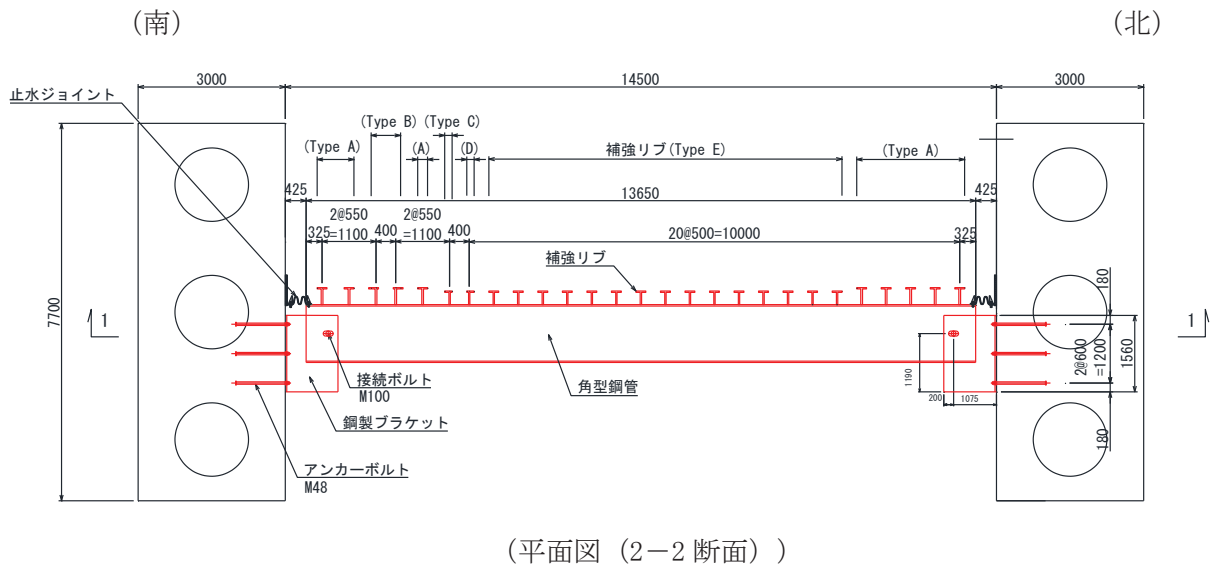 (南)
(北)
3000
14500
3000
止水ジョイント
(Type B)
(Type C)
(Type A)
(A)
(D)
補強リブ(Type E)
(Type A)
425
13650
425
2@550
=1100
2@550
=1100
325
400
400
20@500=10000
325
補強リブ
180
7700
1
1
2@600
=1200
1560
1190
接続ボルト
M100
角型鋼管
200
1075
鋼製ブラケット
180
アンカーボルト
M48
(平面図 (2－2 断面) )